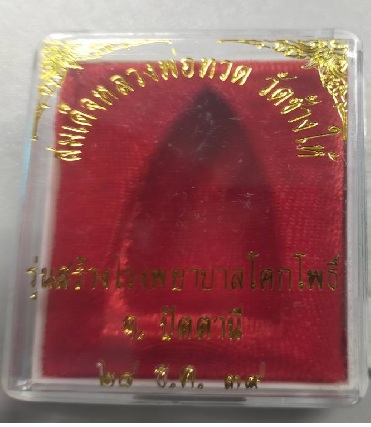 สมเด็จหลวงพ่อทวด วัดช้างให้
รุ่นสร้างโรงพยาบาลโคกโพธิ์
จ. ปัตตานี
๒๘ ธ.ค. ๓๙